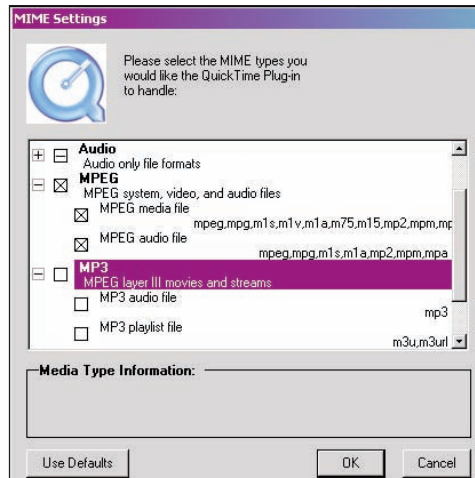 MIME Settings
Please select the MIME types you
would like the QuickTime Plug-in
to handle:
Audio
Audio only file formats
MPEG
MPEG system, video, and audio files
MPEG media file
mpeg,mpg,m1s,m1v,m1a,m75,m15,mp2,mpm,mp
MPEG audio file
mpeg,mpg,m1s,m1a,mp2,mpm,mpa
MP3
MPEG layer III movies and streams
MP3 audio file
mp3
MP3 playlist file
m3u,m3url
Media Type Information:
Use Defaults
OK
Cancel